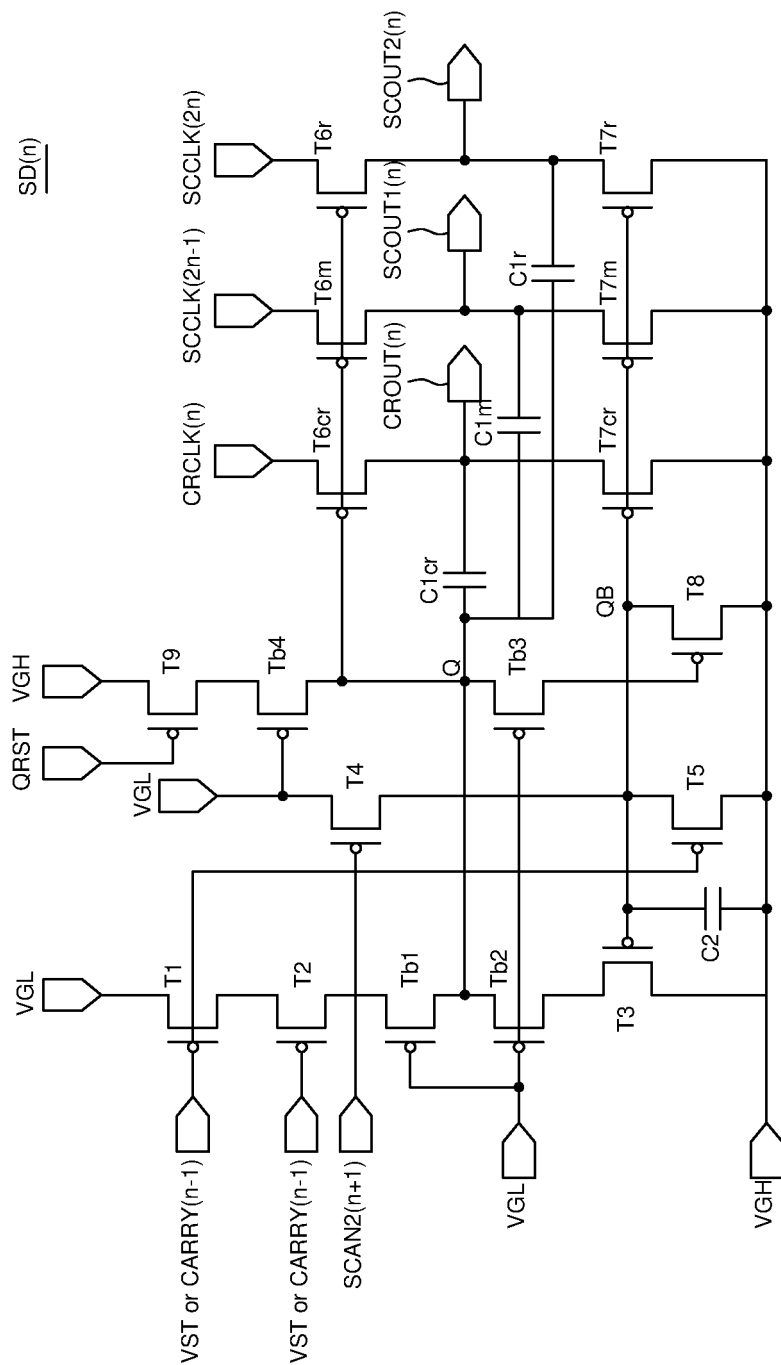 SD(n)
VGL
T1
T2
Tb1
Tb2
T3
C2
VST or CARRY(n-1)
VST or CARRY(n-1)
SCAN2(n+1)
VGL
VGH
QRST
VGH
VGL
T9
Tb4
T4
T5
Q
Tb3
QB
T8
CRCLK(n)
SCCLK(2n-1)
SCCLK(2n)
T6cr
T6m
T6r
CROUT(n)
SCOUT1(n)
SCOUT2(n)
C1cr
C1m
C1r
T7cr
T7m
T7r